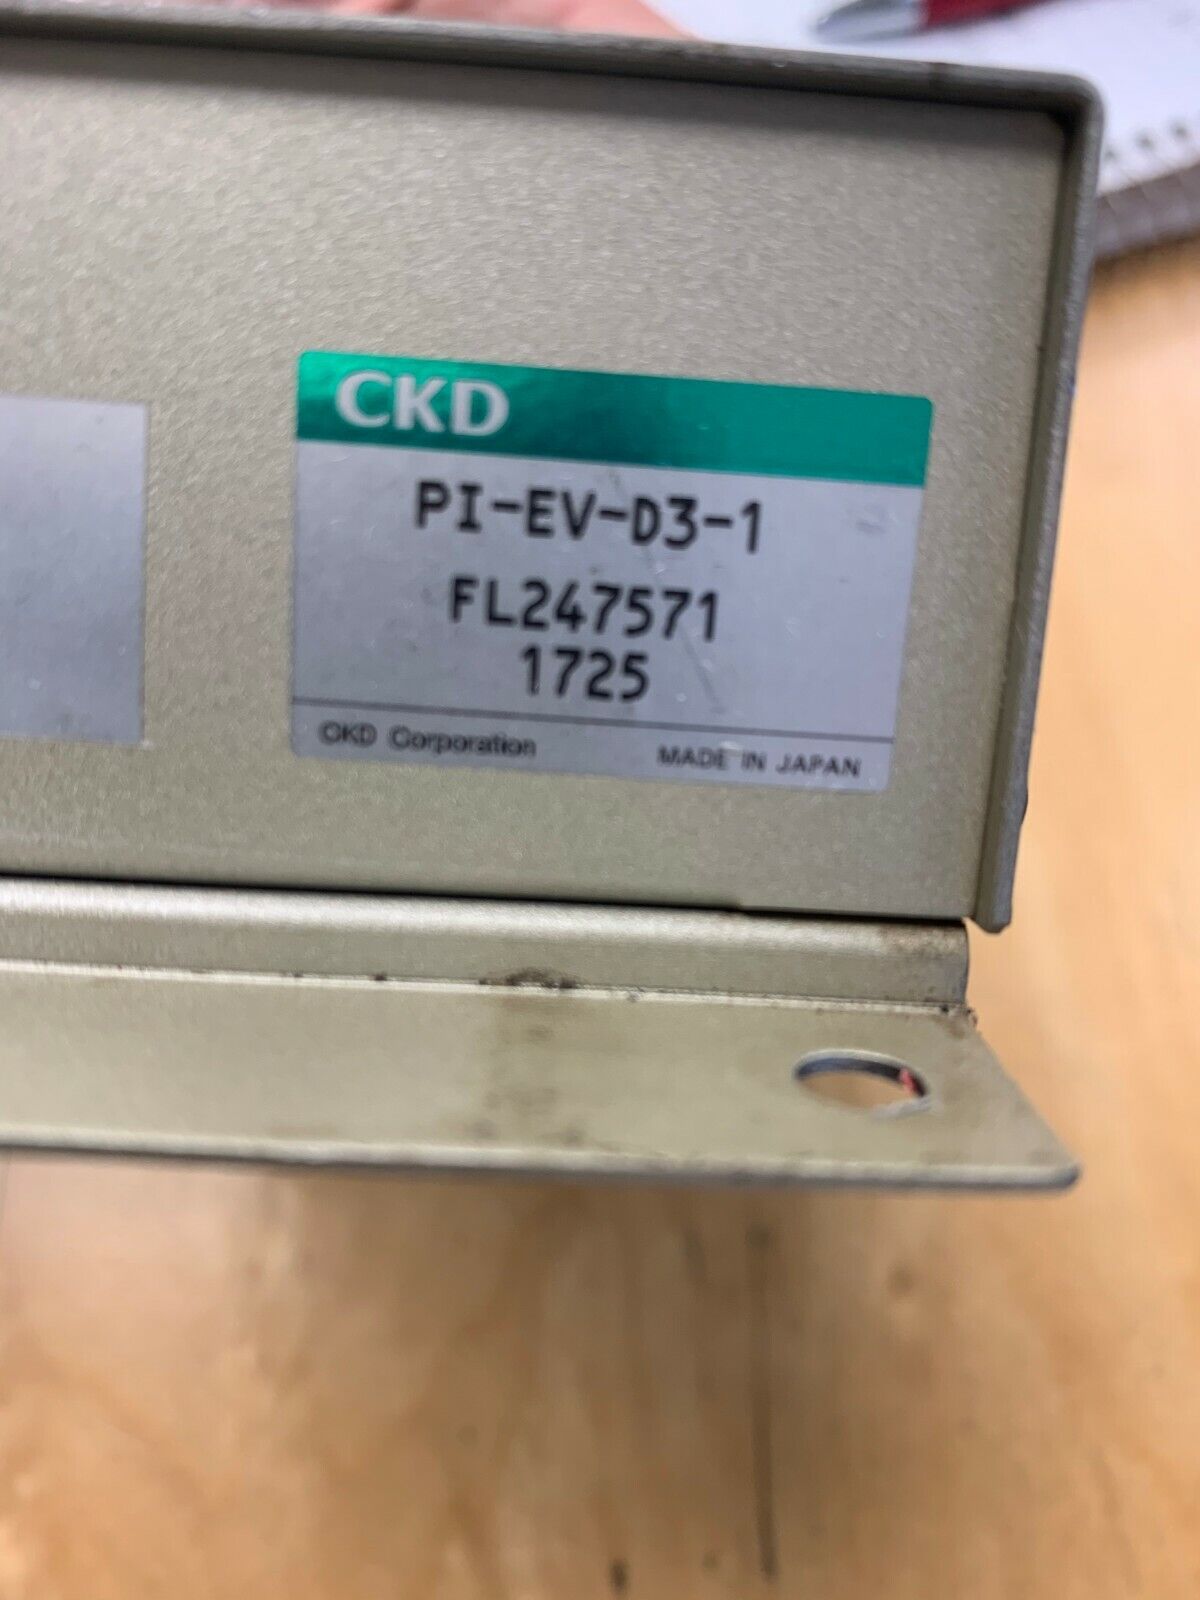 CKD
PI-EV-D3-1
FL247571
1725
CKD Corporation
MADE IN JAPAN